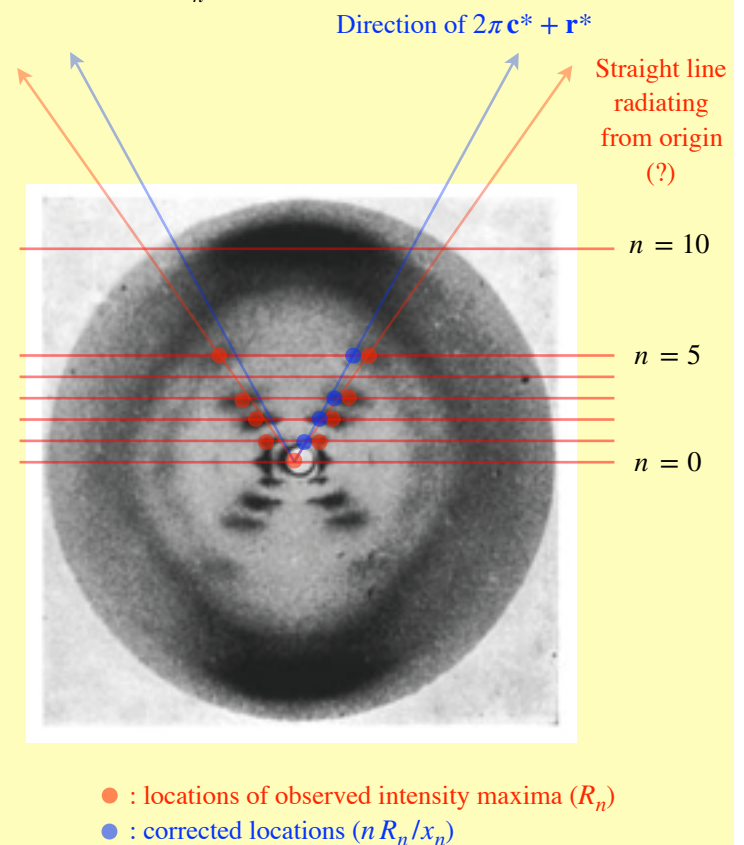 n
Direction of 2π c* + r*
Straight line
radiating
from origin
(?)
n = 10
n = 5
n = 0
: locations of observed intensity maxima (Rₙ)
: corrected locations (n Rₙ/xₙ)